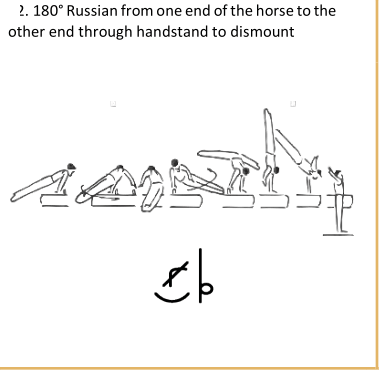 2. 180° Russian from one end of the horse to the
other end through handstand to dismount